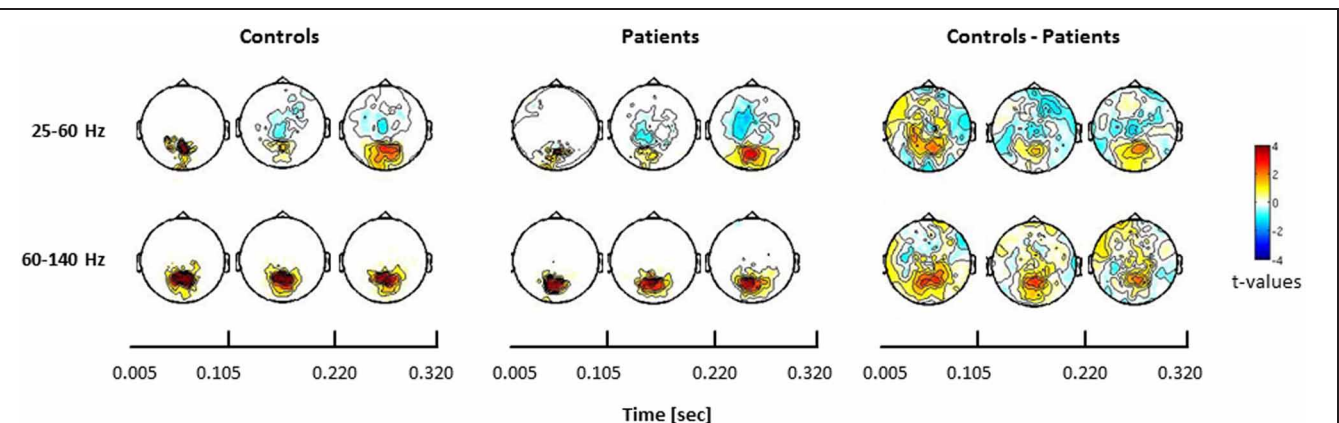 Controls
Patients
Controls - Patients
25-60 Hz
60-140 Hz
4
2
0
-2
-4
t-values
0.005 0.105 0.220 0.320
0.005 0.105 0.220 0.320
0.005 0.105 0.220 0.320
Time [sec]